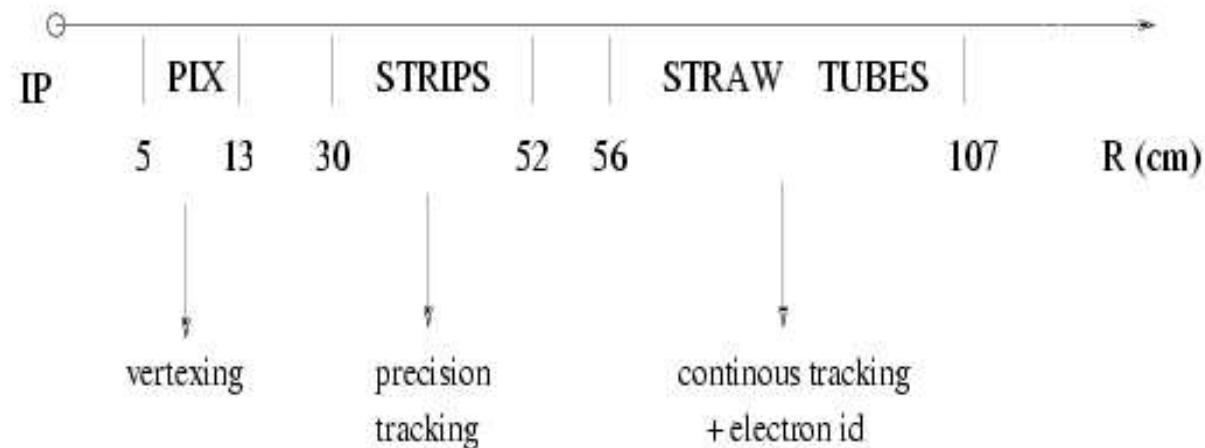 IP PIX STRIPS STRAW TUBES
5 13 30 52 56 107 R (cm)
vertexing precision continous tracking
tracking + electron id